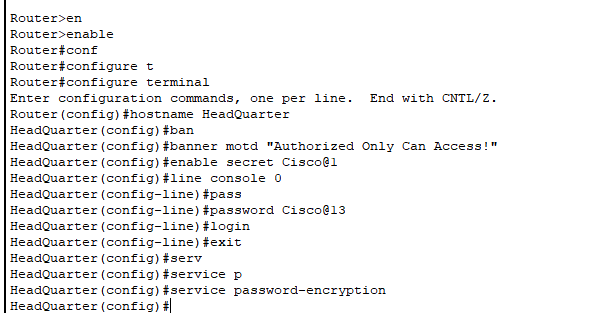 Router>en
Router>enable
Router#conf
Router#configure t
Router#configure terminal
Enter configuration commands, one per line.  End with CNTL/Z.
Router(config)#hostname HeadQuarter
HeadQuarter(config)#ban
HeadQuarter(config)#banner motd "Authorized Only Can Access!"
HeadQuarter(config)#enable secret Cisco@1
HeadQuarter(config)#line console 0
HeadQuarter(config-line)#pass
HeadQuarter(config-line)#password Cisco@13
HeadQuarter(config-line)#login
HeadQuarter(config-line)#exit
HeadQuarter(config)#serv
HeadQuarter(config)#service p
HeadQuarter(config)#service password-encryption
HeadQuarter(config)#